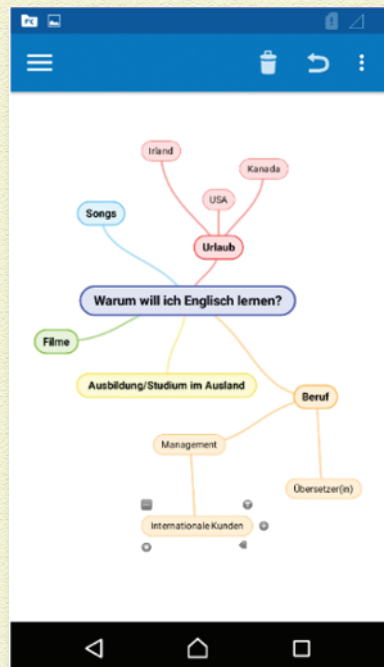 Irland
Kanada
USA
Songs
Urlaub
Warum will ich Englisch lernen?
Filme
Ausbildung/Studium im Ausland
Beruf
Management
Übersetzer(in)
Internationale Kunden